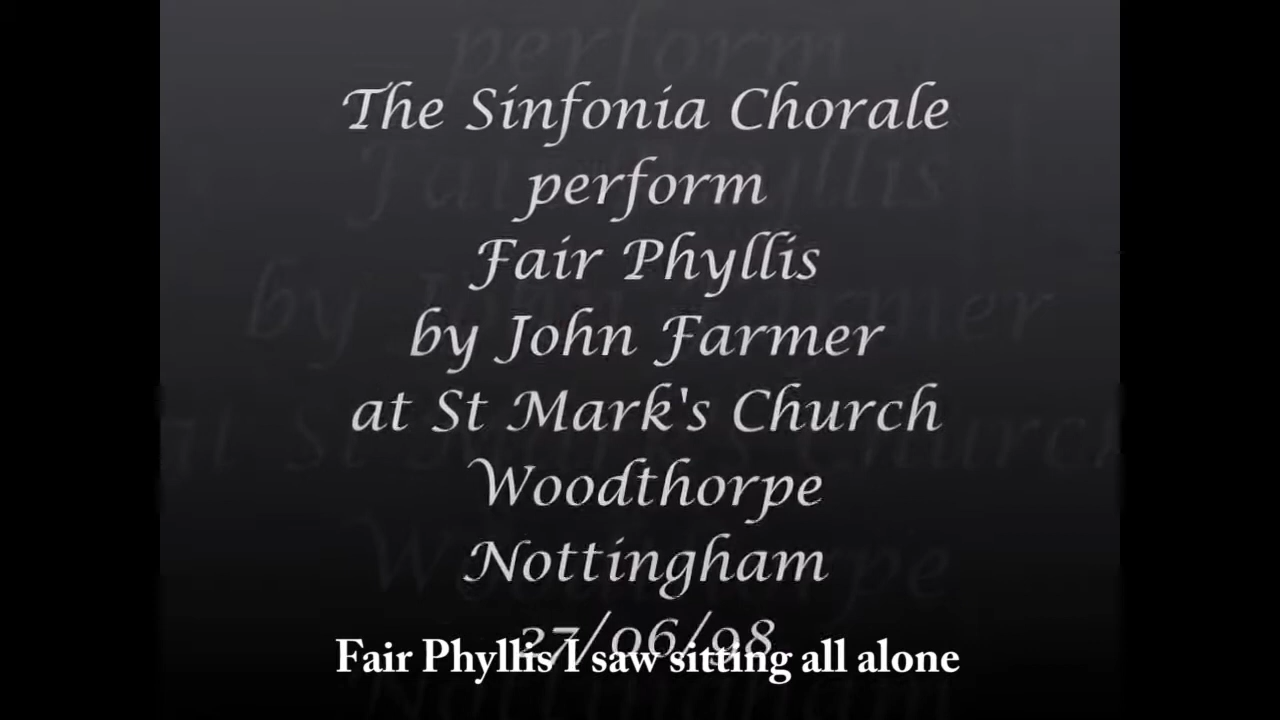 The Sinfonia Chorale
perform
Fair Phyllis
by John Farmer
at St Mark's Church
Woodthorpe
Nottingham
27/06/98
Fair Phyllis I saw sitting all alone